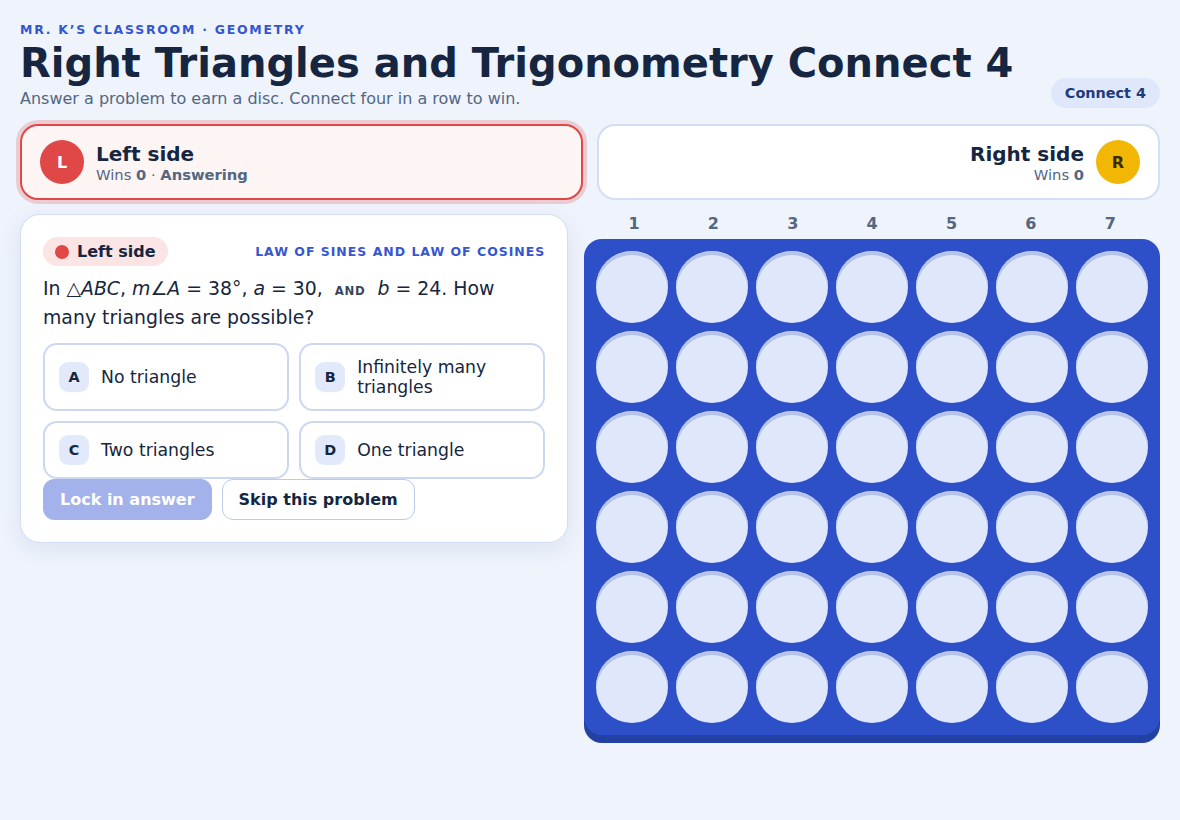 MR. K’S CLASSROOM · GEOMETRY
Right Triangles and Trigonometry Connect 4
Answer a problem to earn a disc. Connect four in a row to win.
Connect 4
L
Left side
Wins 0 · Answering
Right side
Wins 0
R
Left side
LAW OF SINES AND LAW OF COSINES
In △ABC, m∠A = 38°, a = 30, AND b = 24. How
many triangles are possible?
A No triangle
B Infinitely many
triangles
C Two triangles
D One triangle
Lock in answer
Skip this problem
1 2 3 4 5 6 7